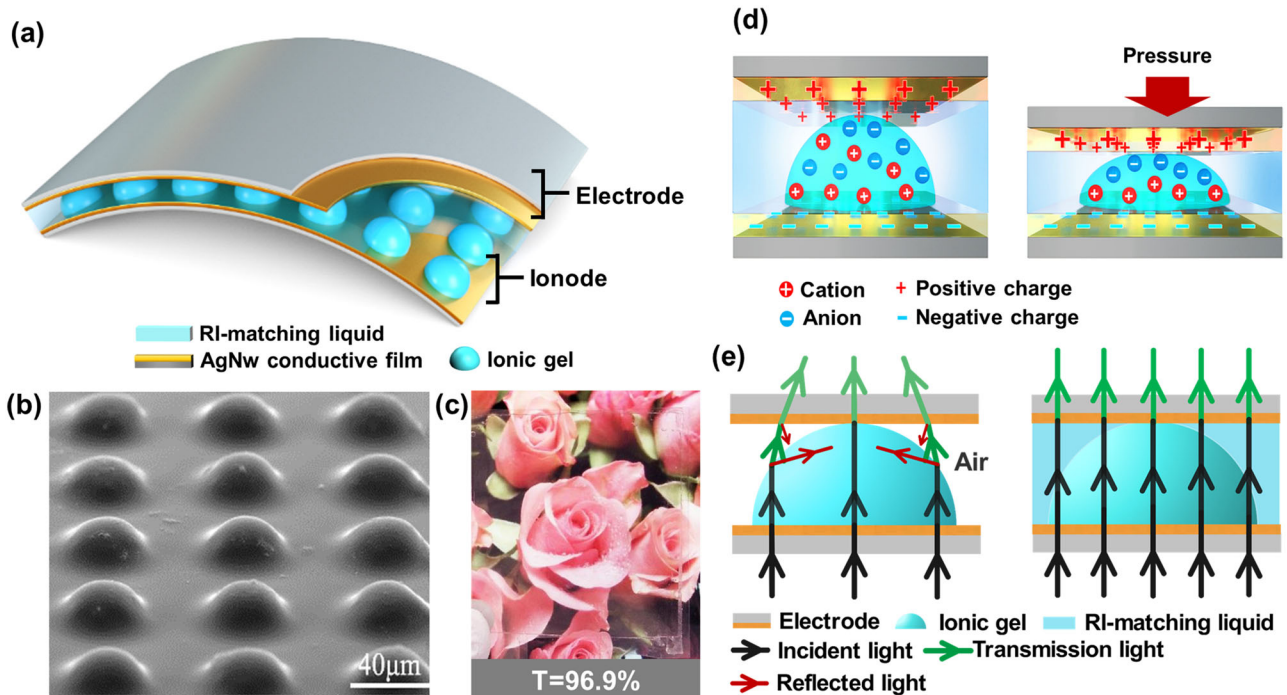 (a)
Electrode
Ionode
RI-matching liquid
AgNw conductive film
Ionic gel
(b)
40μm
(c)
T=96.9%
(d)
Pressure
Cation
Positive charge
Anion
Negative charge
(e)
Air
Electrode
Ionic gel
RI-matching liquid
Incident light
Transmission light
Reflected light